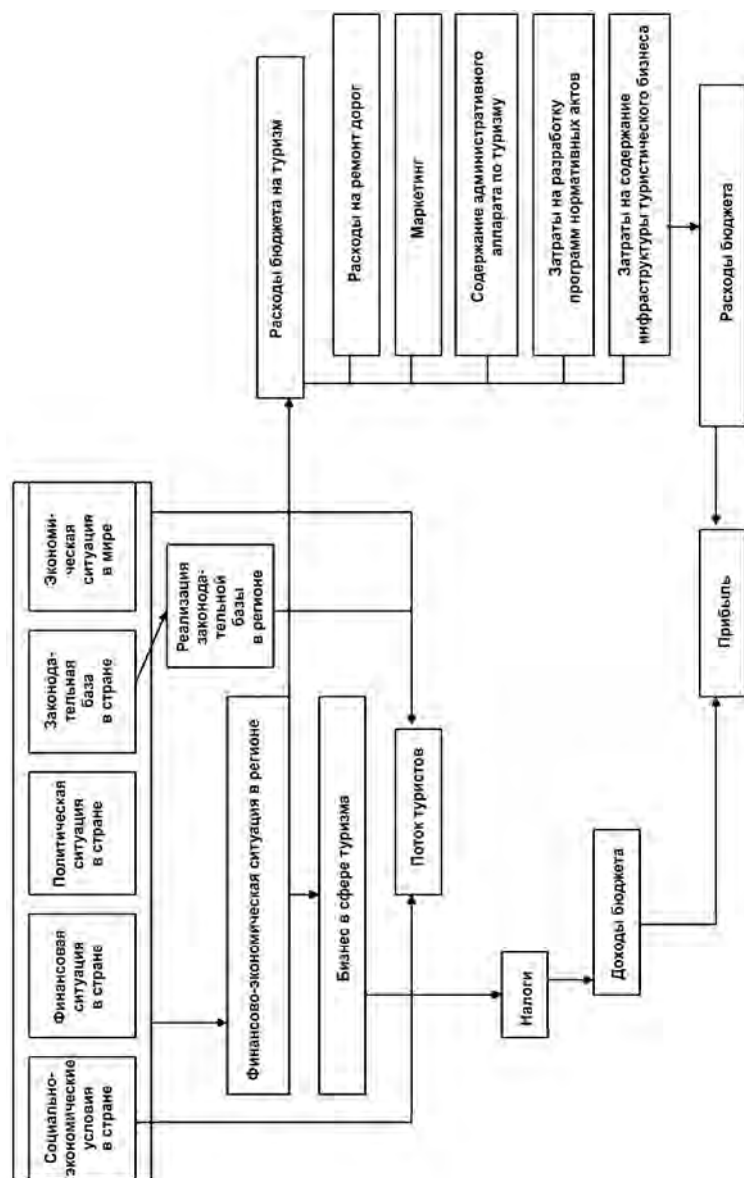 Социально-
экономические
условия
в стране
Финансовая
ситуация
в стране
Политическая
ситуация
в стране
Законода-
тельная
база
в стране
Экономи-
ческая
ситуация
в мире
Реализация
законода-
тельной
базы
в регионе
Финансово-экономическая ситуация в регионе
Расходы бюджета на туризм
Бизнес в сфере туризма
Расходы на ремонт дорог
Маркетинг
Поток туристов
Содержание административного
аппарата по туризму
Налоги
Затраты на разработку
программ нормативных актов
Доходы бюджета
Затраты на содержание
инфраструктуры туристического бизнеса
Прибыль
Расходы бюджета